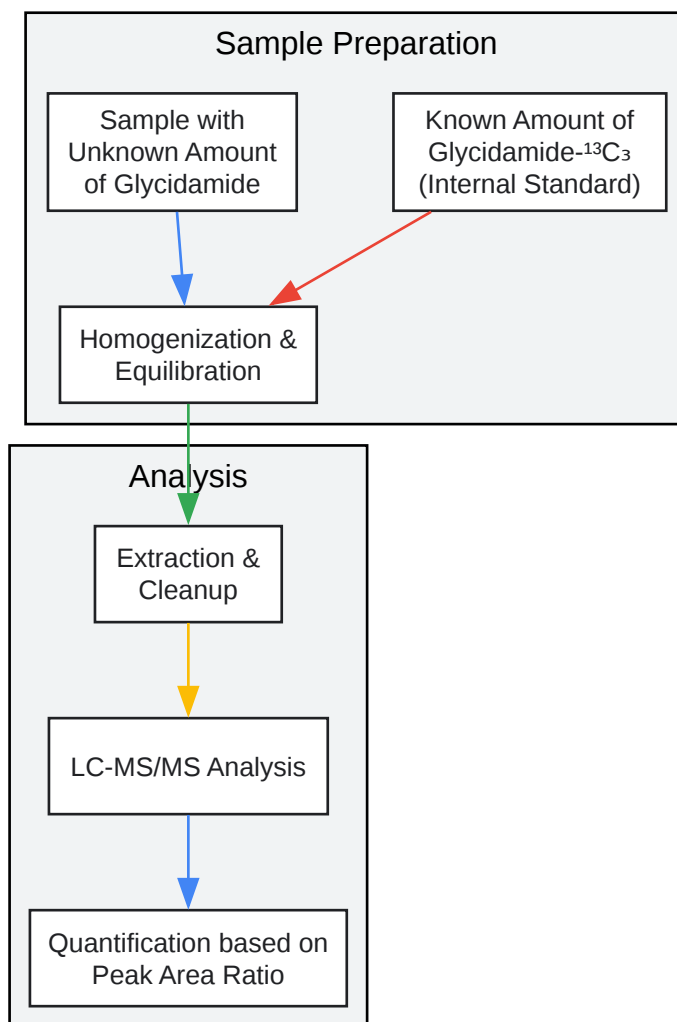 Sample Preparation
Sample with
Unknown Amount
of Glycidamide
Known Amount of
Glycidamide-¹³C₃
(Internal Standard)
Homogenization &
Equilibration
Analysis
Extraction &
Cleanup
LC-MS/MS Analysis
Quantification based on
Peak Area Ratio